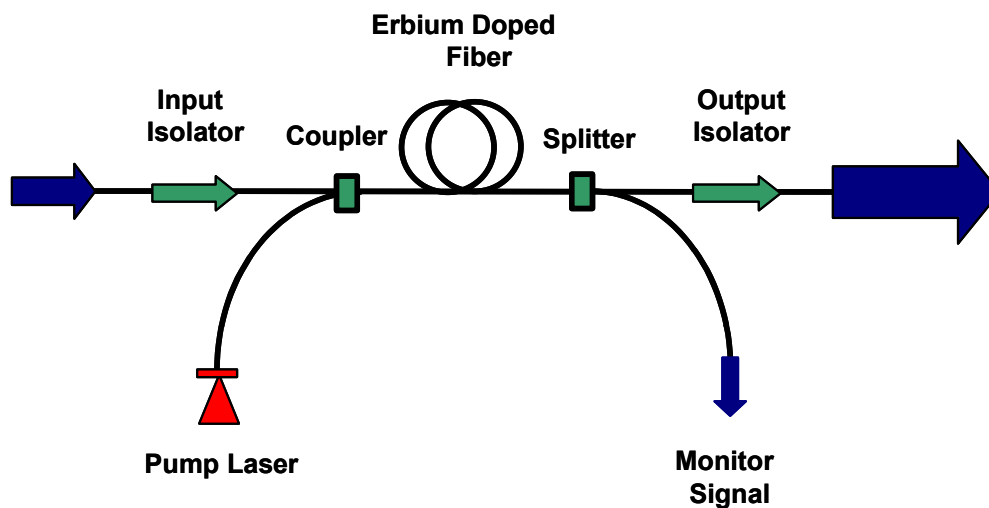 Erbium Doped
Fiber
Input
Isolator
Coupler
Splitter
Output
Isolator
Pump Laser
Monitor
Signal